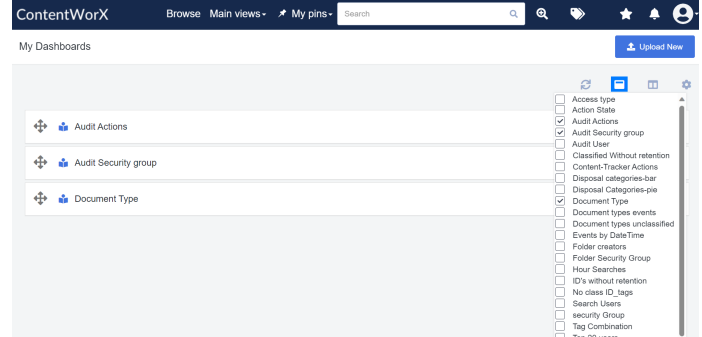 ContentWorX Browse Main views My pins Search
My Dashboards Upload New
Access type
Action State
Audit Actions
Audit Security group
Audit User
Classified Without retention
Content-Tracker Actions
Disposal categories-bar
Disposal Categories-pie
Document Type
Document types events
Document types unclassified
Events by DateTime
Folder creators
Folder Security Group
Hour Searches
ID's without retention
No class ID_tags
Search Users
security Group
Tag Combination
Top 20 users
Audit Actions
Audit Security group
Document Type